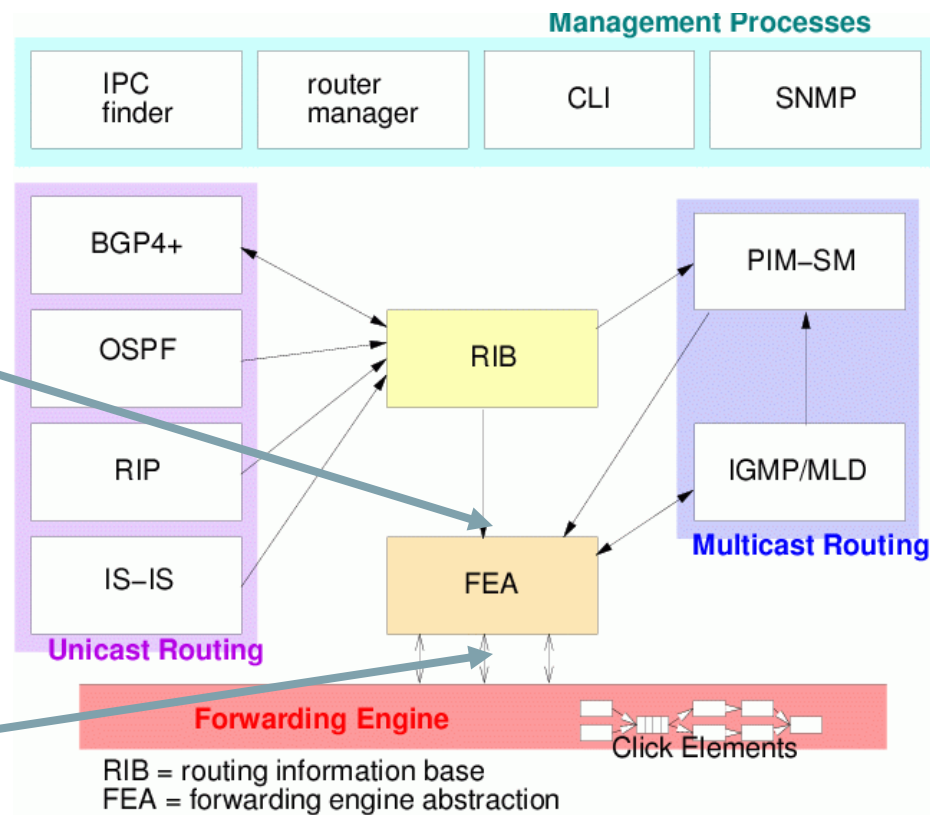 Management Processes
IPC
finder
router
manager
CLI
SNMP
BGP4+
OSPF
RIP
IS–IS
Unicast Routing
RIB
FEA
PIM–SM
IGMP/MLD
Multicast Routing
Forwarding Engine
Click Elements
RIB = routing information base
FEA = forwarding engine abstraction